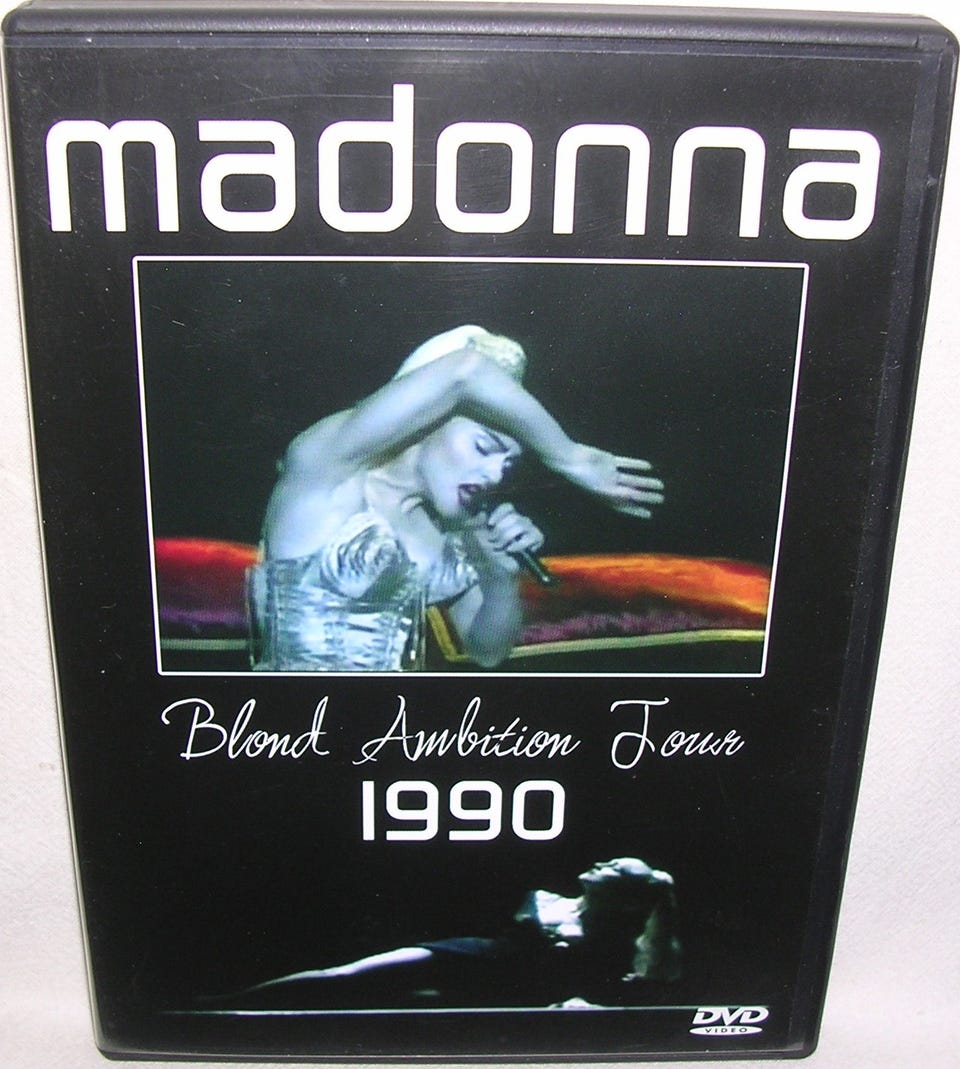 madonna
Blond Ambition Tour
1990
DVD
VIDEO